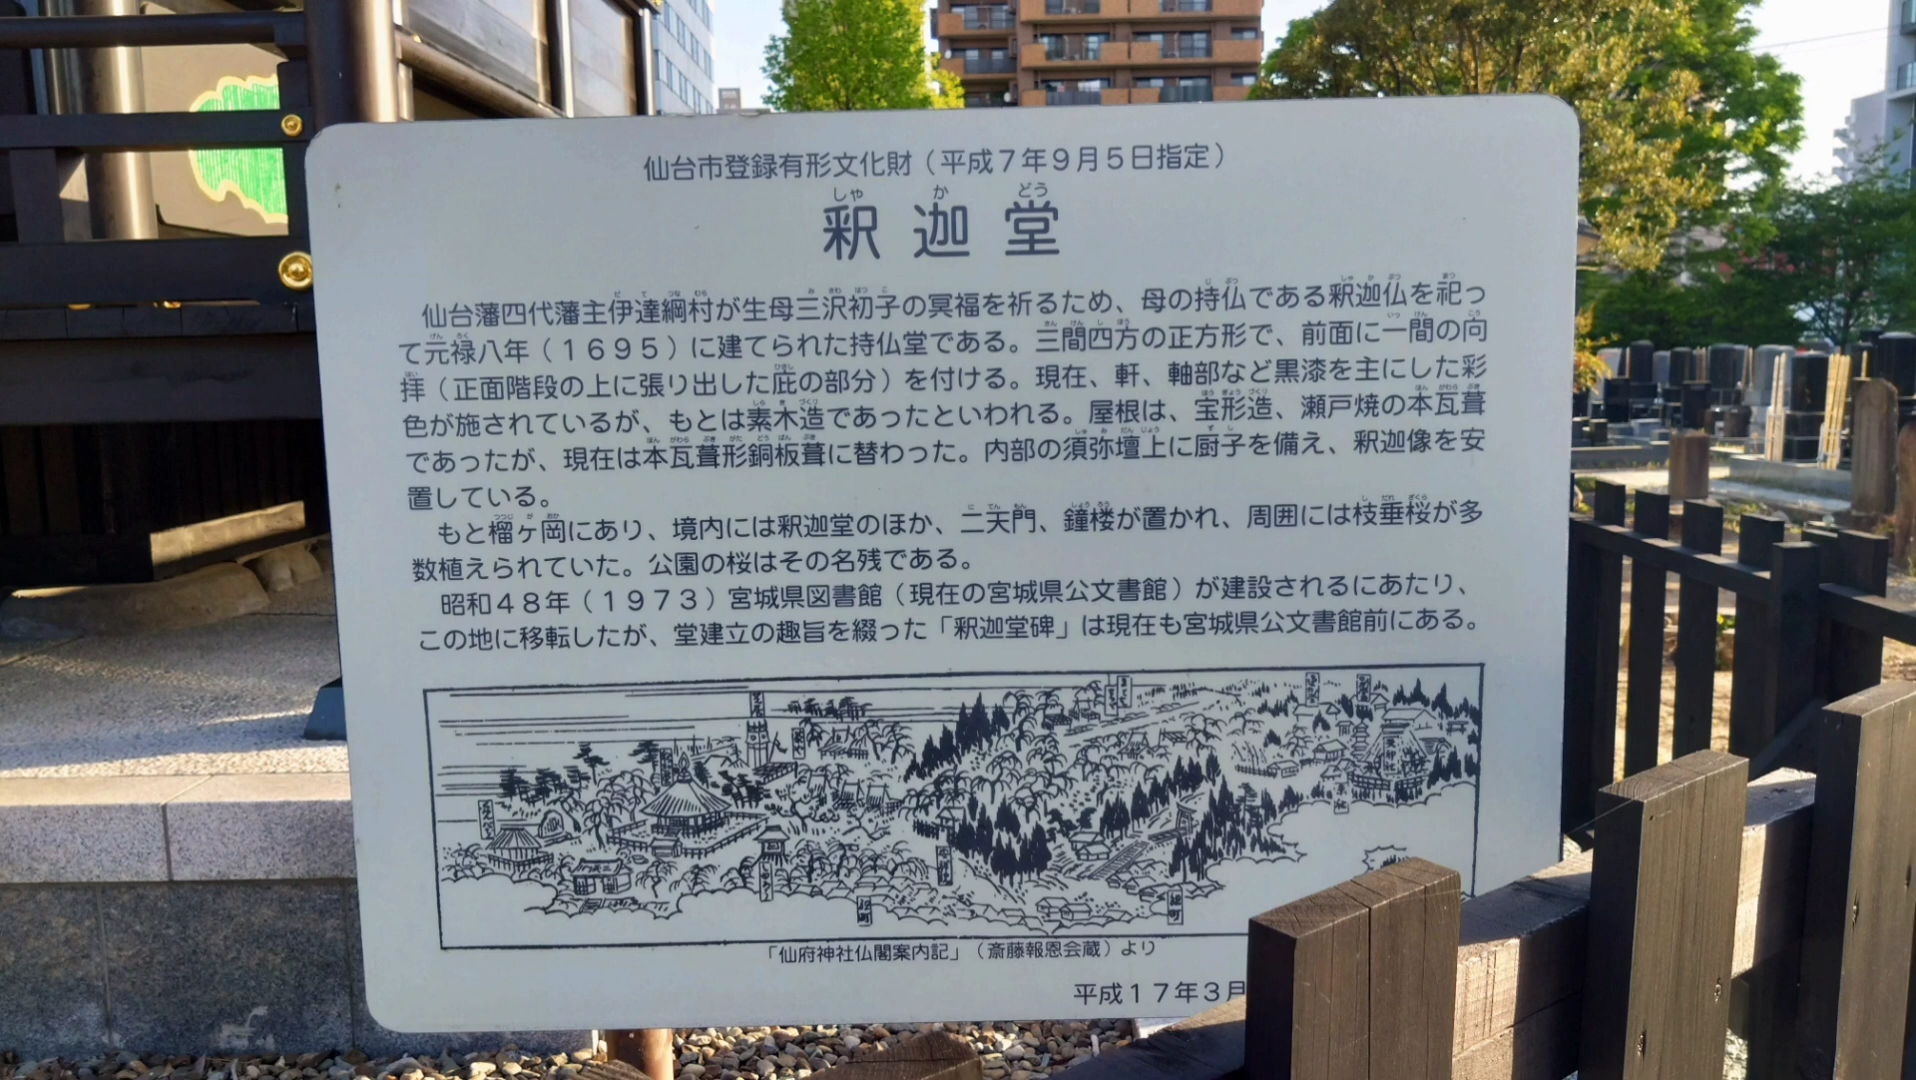 仙台市登録有形文化財（平成７年９月５日指定）
釈迦堂
仙台藩四代藩主伊達綱村が生母三沢初子の冥福を祈るため、母の持仏である釈迦仏を祀っ
て元禄八年（１６９５）に建てられた持仏堂である。三間四方の正方形で、前面に一間の向
拝（正面階段の上に張り出した庇の部分）を付ける。現在、軒、軸部など黒漆を主にした彩
色が施されているが、もとは素木造であったといわれる。屋根は、宝形造、瀬戸焼の本瓦葺
であったが、現在は本瓦葺形銅板葺に替わった。内部の須弥壇上に厨子を備え、釈迦像を安
置している。
もと榴ヶ岡にあり、境内には釈迦堂のほか、二天門、鐘楼が置かれ、周囲には枝垂桜が多
数植えられていた。公園の桜はその名残である。
昭和４８年（１９７３）宮城県図書館（現在の宮城県公文書館）が建設されるにあたり、
この地に移転したが、堂建立の趣旨を綴った「釈迦堂碑」は現在も宮城県公文書館前にある。
「仙府神社仏閣案内記」（斎藤報恩会蔵）より
平成１７年３月